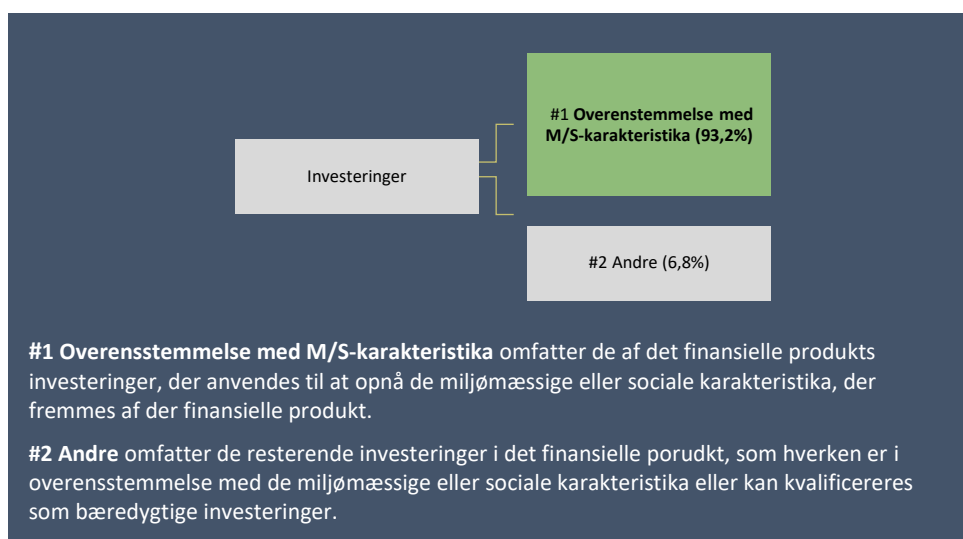 #1 Overenstemmelse med
M/S-karakteristika (93,2%)
Investeringer
#2 Andre (6,8%)
#1 Overensstemmelse med M/S-karakteristika omfatter de af det finansielle produkts
investeringer, der anvendes til at opnå de miljømæssige eller sociale karakteristika, der
fremmes af der finansielle produkt.
#2 Andre omfatter de resterende investeringer i det finansielle porudkt, som hverken er i
overensstemmelse med de miljømæssige eller sociale karakteristika eller kan kvalificereres
som bæredygtige investeringer.